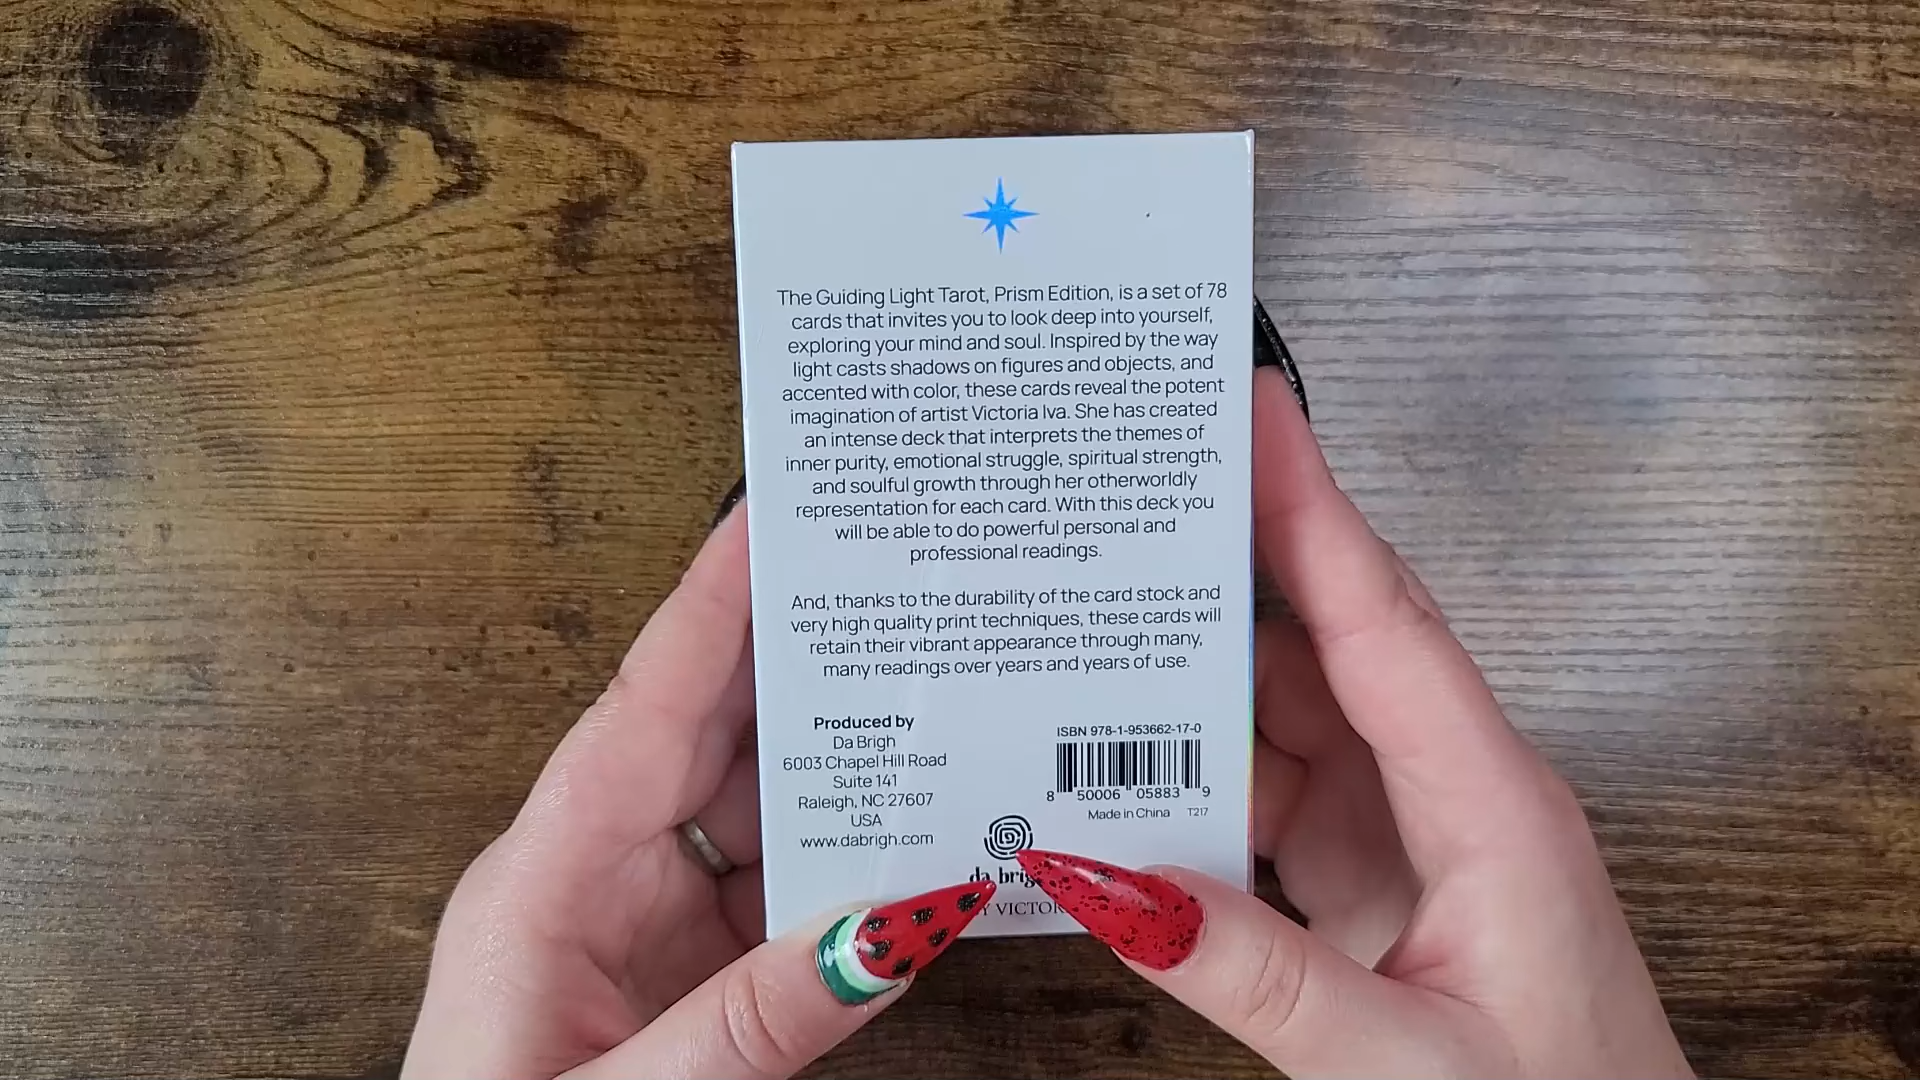 The Guiding Light Tarot, Prism Edition, is a set of 78
cards that invites you to look deep into yourself,
exploring your mind and soul. Inspired by the way
light casts shadows on figures and objects, and
accented with color, these cards reveal the potent
imagination of artist Victoria Iva. She has created
an intense deck that interprets the themes of
inner purity, emotional struggle, spiritual strength,
and soulful growth through her otherworldly
representation for each card. With this deck you
will be able to do powerful personal and
professional readings.
And, thanks to the durability of the card stock and
very high quality print techniques, these cards will
retain their vibrant appearance through many,
many readings over years and years of use.
Produced by
Da Brigh
6003 Chapel Hill Road
Suite 141
Raleigh, NC 27607
USA
www.dabrigh.com
ISBN 978-1-953662-17-0
8 50006 05883 9
Made in China T217
da